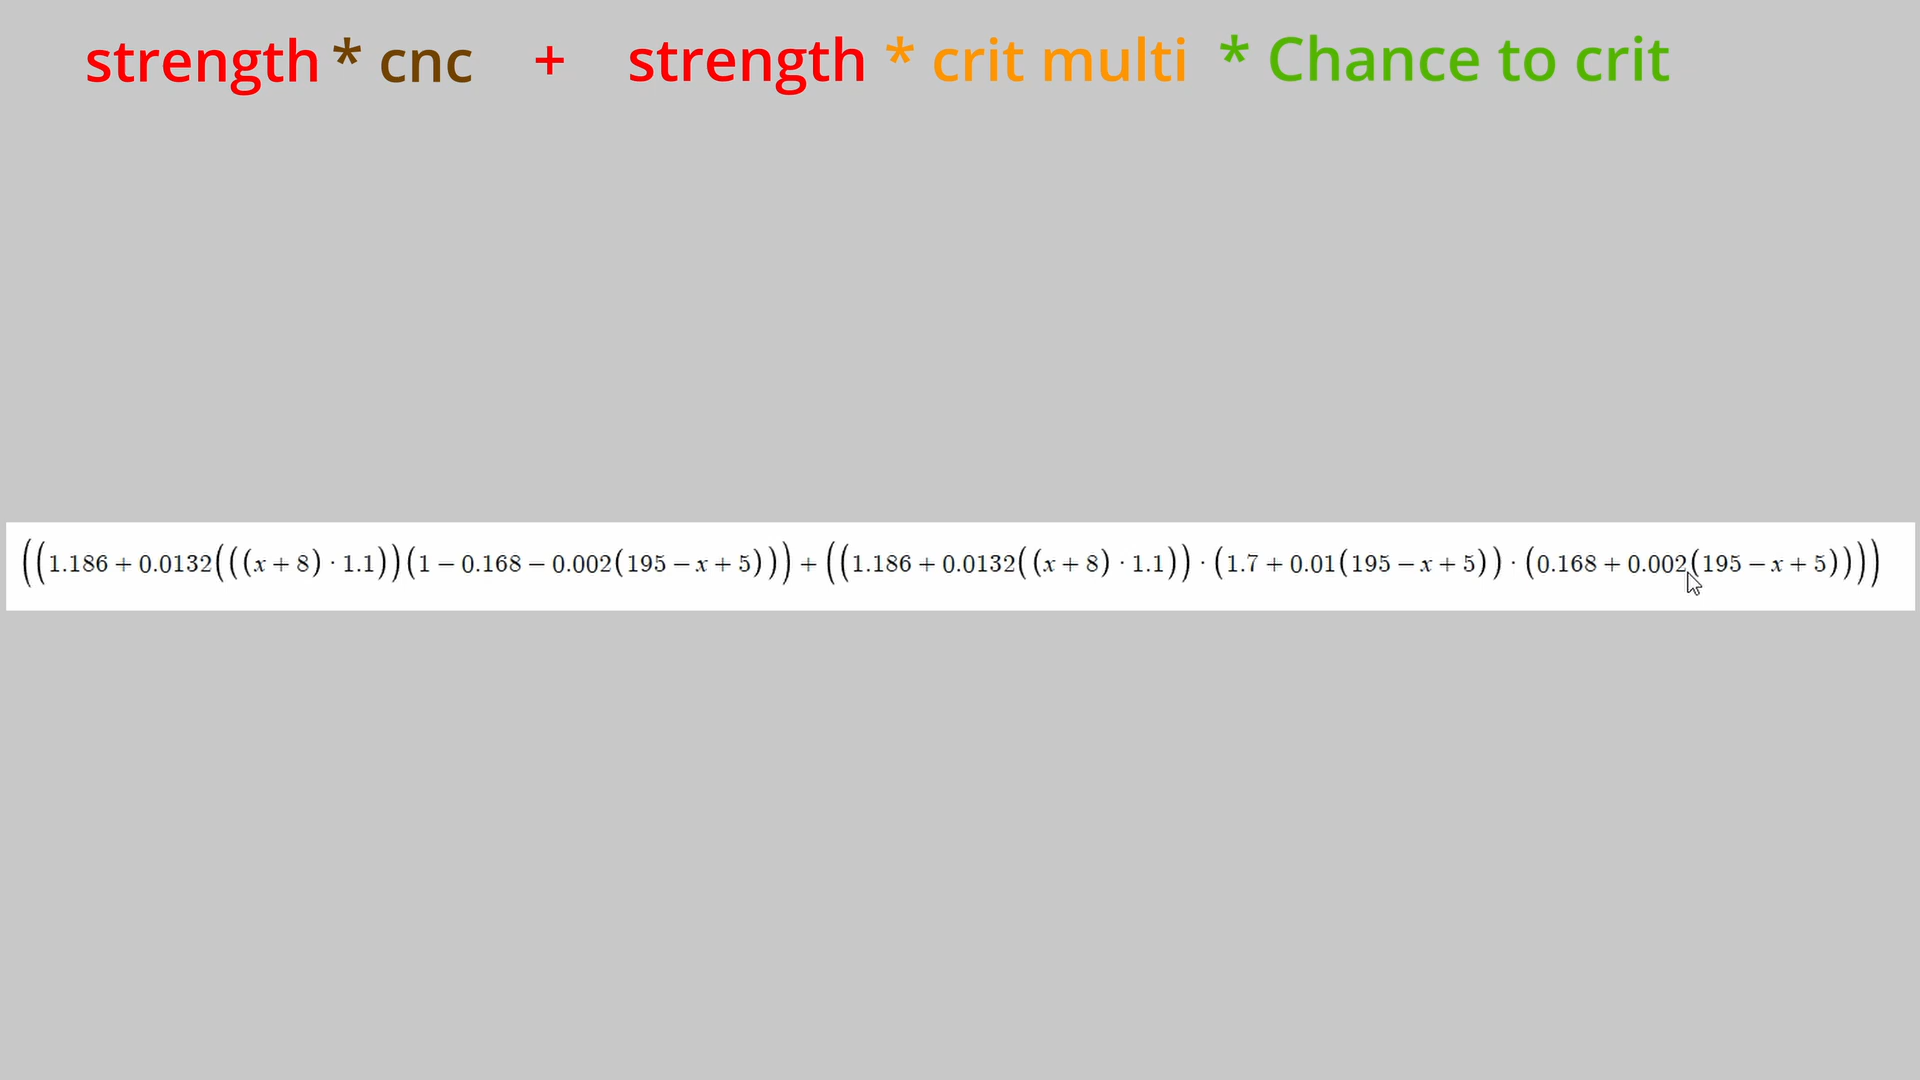 strength * cnc + strength * crit multi * Chance to crit
((1.186 + 0.0132(((x + 8) · 1.1))(1 − 0.168 − 0.002(195 − x + 5))) + ((1.186 + 0.0132((x + 8) · 1.1)) · (1.7 + 0.01(195 − x + 5)) · (0.168 + 0.002(195 − x + 5))))